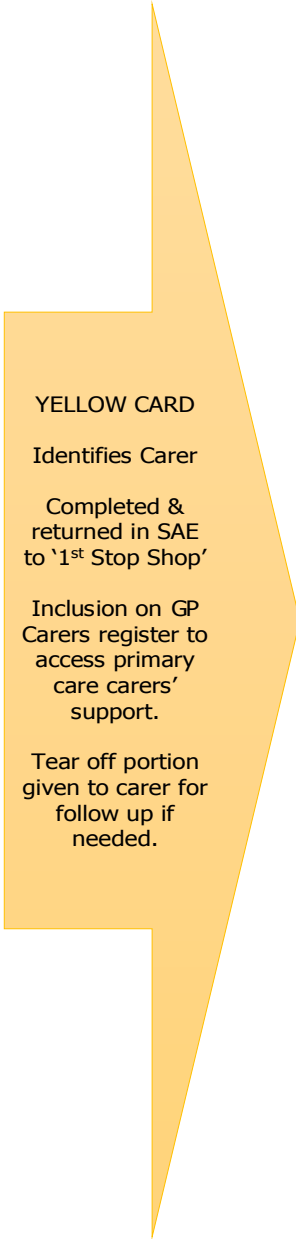 YELLOW CARD
Identifies Carer
Completed &
returned in SAE
to ‘1st Stop Shop’
Inclusion on GP
Carers register to
access primary
care carers’
support.
Tear off portion
given to carer for
follow up if
needed.